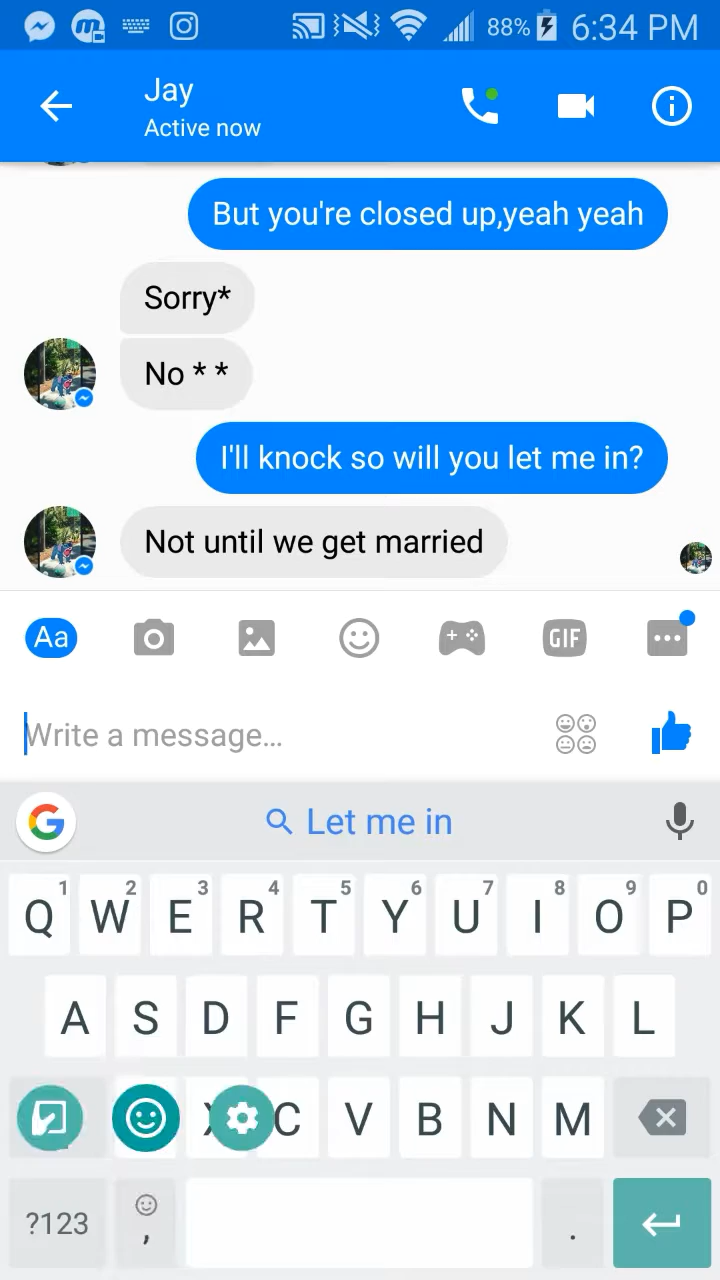 88% 6:34 PM
Jay
Active now
But you're closed up,yeah yeah
Sorry*
No * *
I'll knock so will you let me in?
Not until we get married
Aa
GIF
Write a message...
G Let me in
1 2 3 4 5 6 7 8 9 0
Q W E R T Y U I O P
A S D F G H J K L
X C V B N M
?123 , .